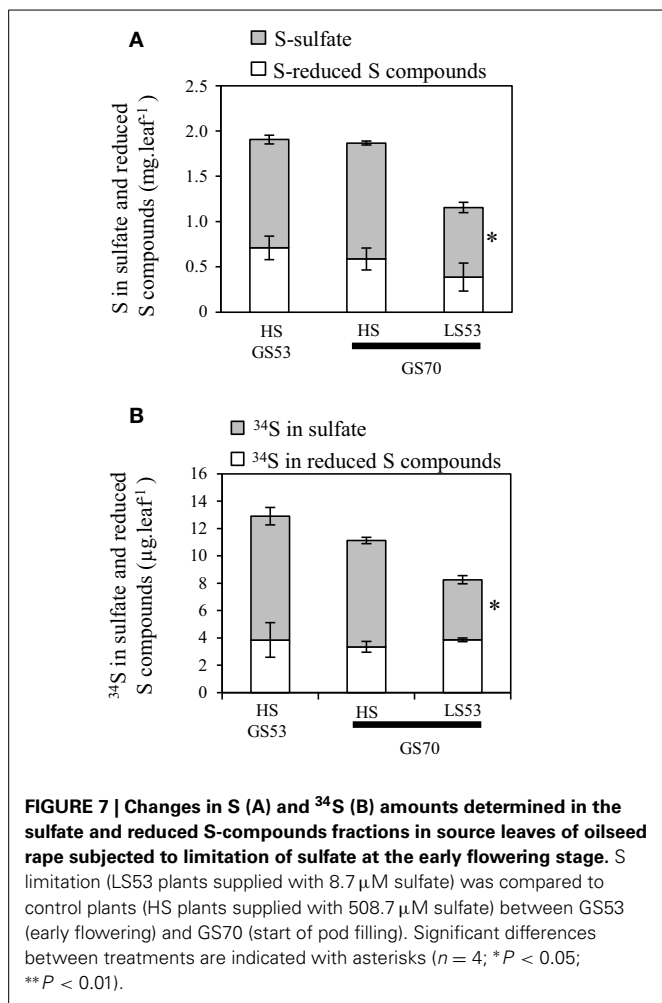 A
S-sulfate
S-reduced S compounds
S in sulfate and reduced
S compounds (mg.leaf⁻¹)
2.5
2.0
1.5
1.0
0.5
0
*
HS
GS53
HS
LS53
GS70
B
³⁴S in sulfate
³⁴S in reduced S compounds
³⁴S in sulfate and reduced
S compounds (µg.leaf⁻¹)
16
14
12
10
8
6
4
2
0
*
HS
GS53
HS
LS53
GS70
FIGURE 7 | Changes in S (A) and ³⁴S (B) amounts determined in the
sulfate and reduced S-compounds fractions in source leaves of oilseed
rape subjected to limitation of sulfate at the early flowering stage. S
limitation (LS53 plants supplied with 8.7 µM sulfate) was compared to
control plants (HS plants supplied with 508.7 µM sulfate) between GS53
(early flowering) and GS70 (start of pod filling). Significant differences
between treatments are indicated with asterisks (n = 4; *P < 0.05;
**P < 0.01).